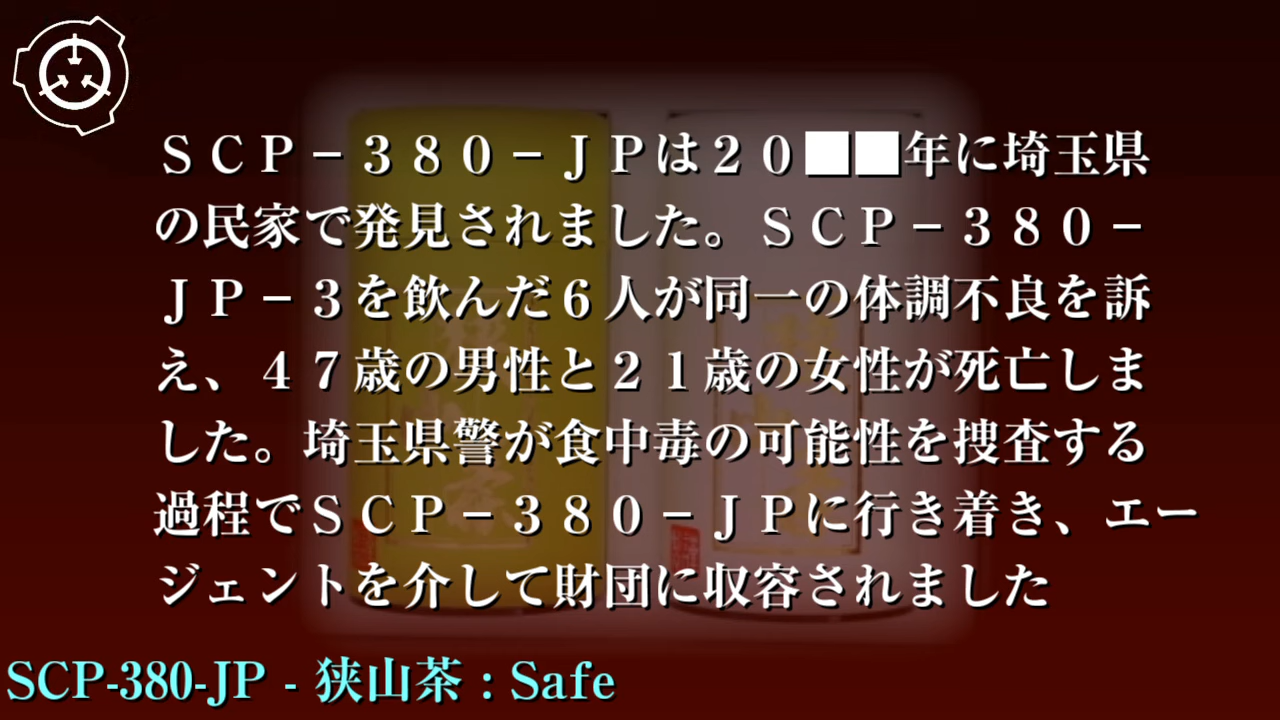 ＳＣＰ－３８０－ＪＰは２０██年に埼玉県
の民家で発見されました。ＳＣＰ－３８０－
ＪＰ－３を飲んだ６人が同一の体調不良を訴
え、４７歳の男性と２１歳の女性が死亡しま
した。埼玉県警が食中毒の可能性を捜査する
過程でＳＣＰ－３８０－ＪＰに行き着き、エー
ジェントを介して財団に収容されました
SCP-380-JP - 狭山茶 : Safe